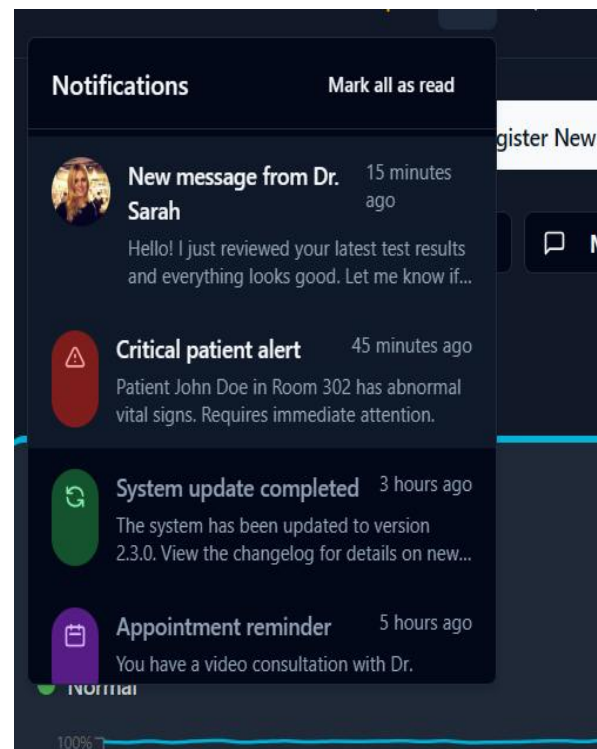 Notifications
Mark all as read
gister New
New message from Dr.
Sarah
15 minutes
ago
Hello! I just reviewed your latest test results
and everything looks good. Let me know if...
Critical patient alert
45 minutes ago
Patient John Doe in Room 302 has abnormal
vital signs. Requires immediate attention.
System update completed
3 hours ago
The system has been updated to version
2.3.0. View the changelog for details on new...
Appointment reminder
5 hours ago
You have a video consultation with Dr.
Normal
100%